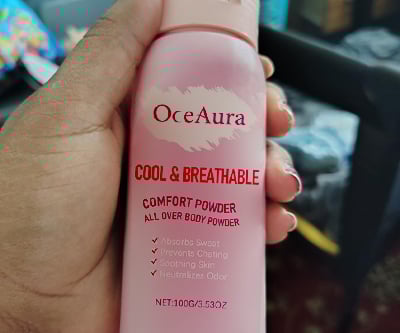 OceAura
COOL & BREATHABLE
COMFORT POWDER
ALL OVER BODY POWDER
✓ Absorbs Sweat
✓ Prevents Chafing
✓ Soothing Skin
✓ Neutralizes Odor
NET:100G/3.53OZ